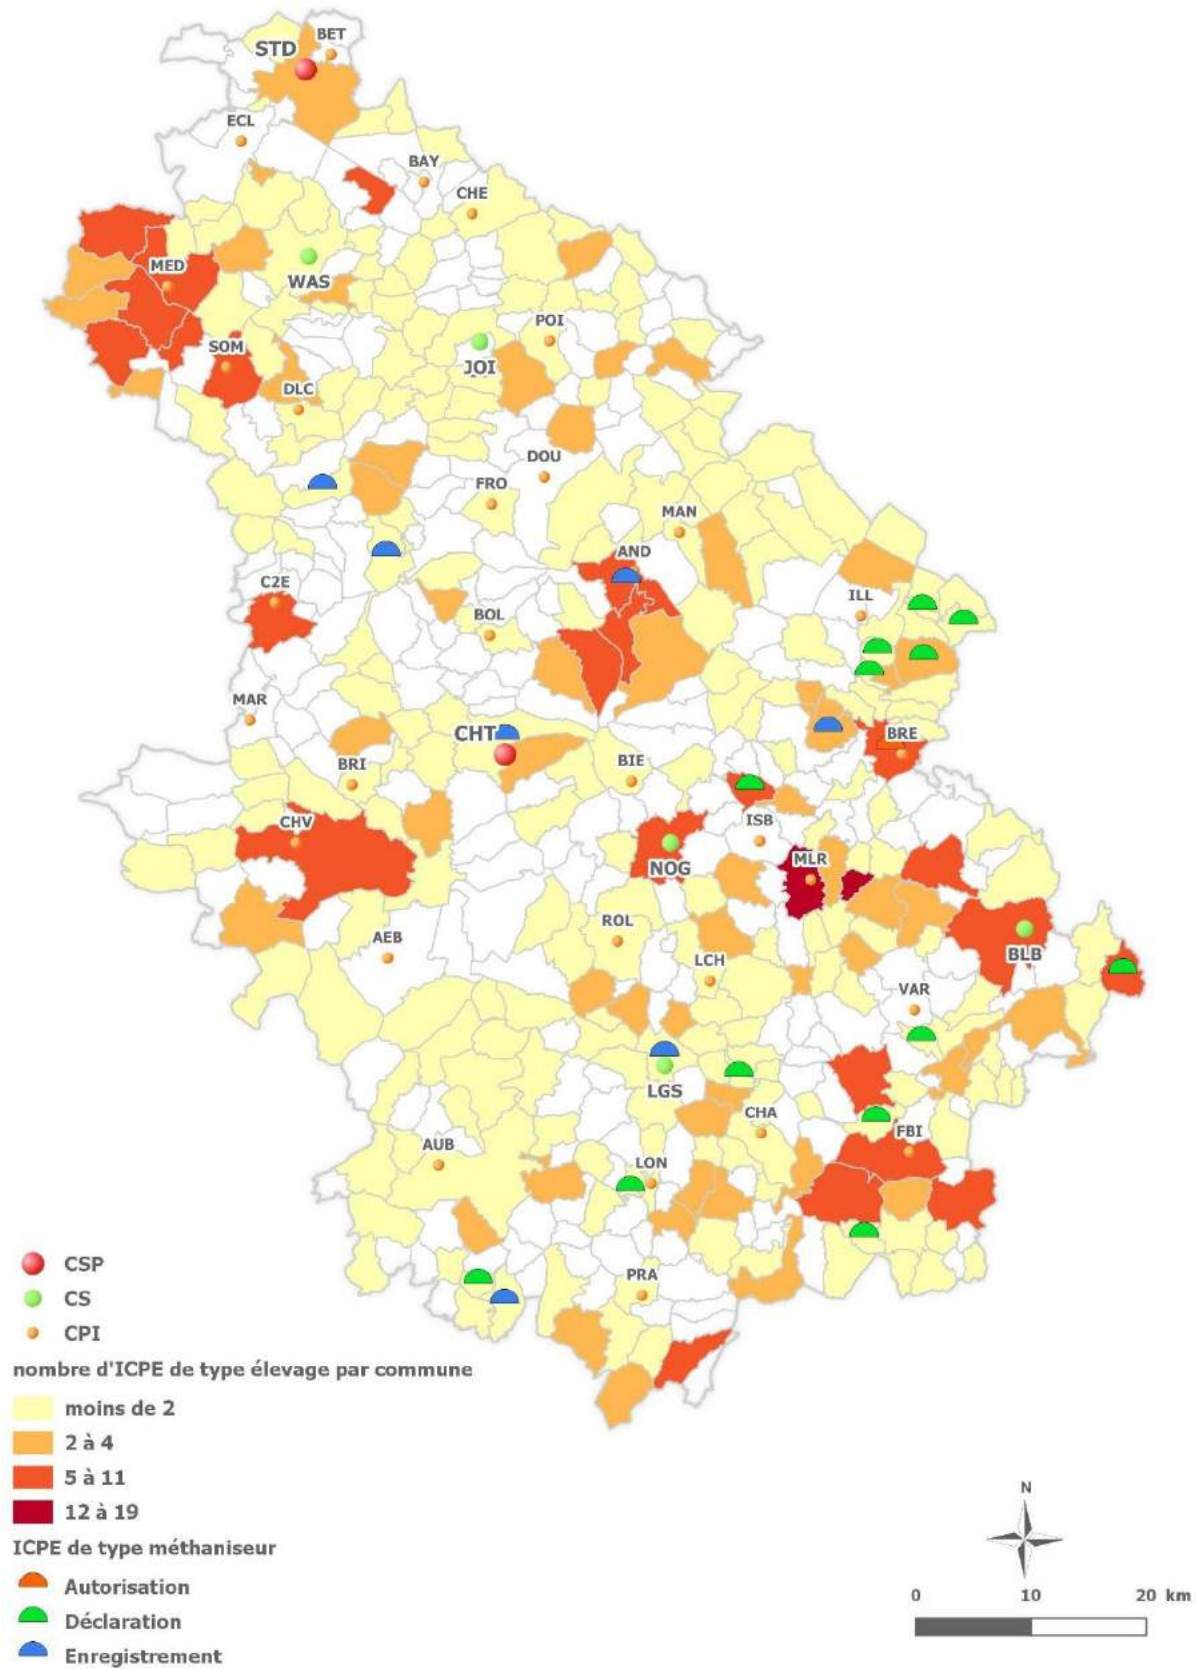 BET
STD
ECL
BAY
CHE
MED
WAS
POI
SOM
JOI
DLC
DOU
FRO
MAN
AND
C2E
ILL
BOL
MAR
CHT
BRE
BRI
BIE
CHV
ISB
MLR
NOG
ROL
AEB
LCH
BLB
VAR
LGS
CHA
FBI
AUB
LON
PRA
CSP
CS
CPI
nombre d'ICPE de type élevage par commune
moins de 2
2 à 4
5 à 11
12 à 19
ICPE de type méthaniseur
Autorisation
Déclaration
Enregistrement
N
0 10 20 km